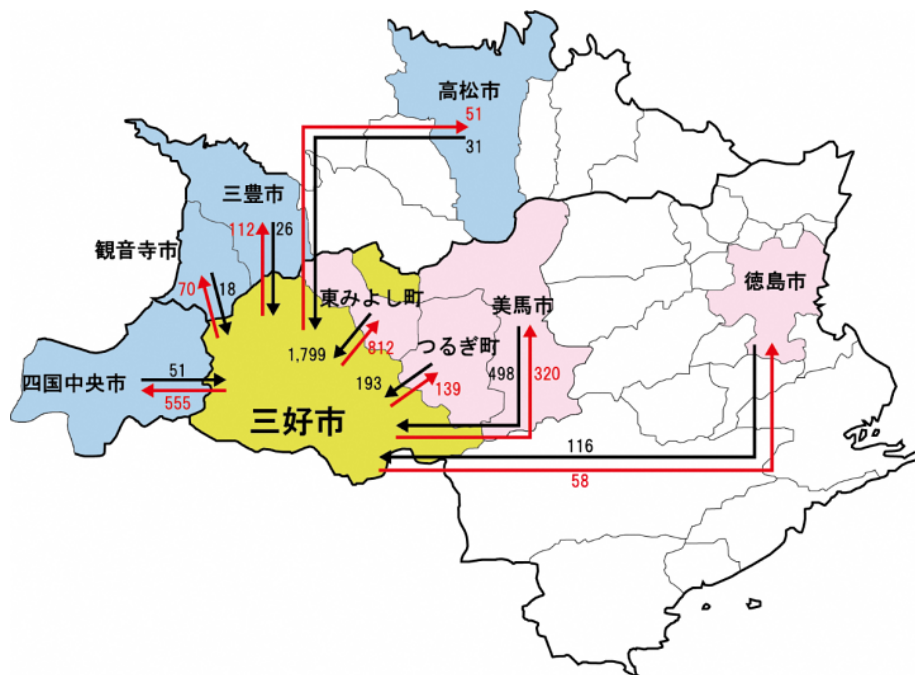 高松市
51
31
三豊市
112
26
観音寺市
70
18
東みよし町
1,799
812
美馬市
498
320
つるぎ町
193
139
徳島市
四国中央市
51
555
三好市
116
58